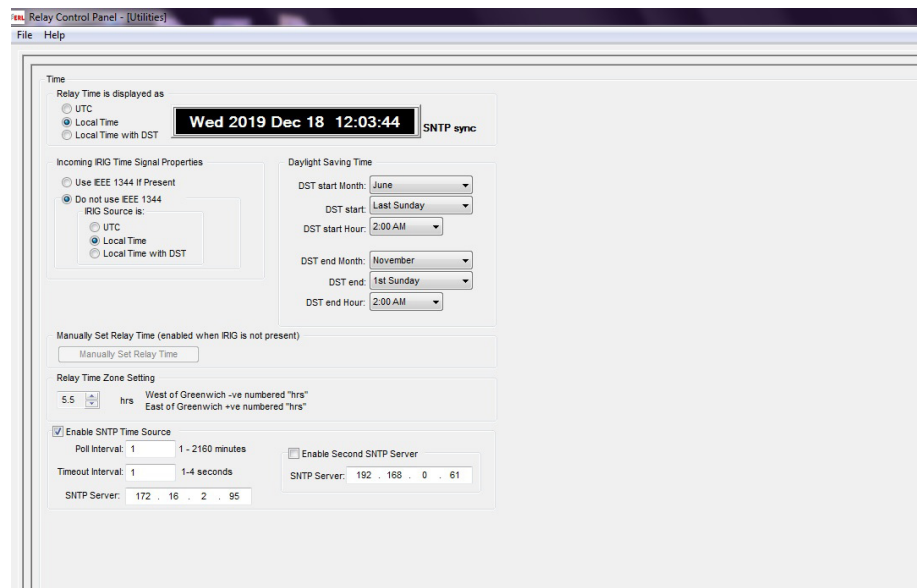 ERL Relay Control Panel - [Utilities]
File Help
Time
Relay Time is displayed as
UTC
Local Time
Local Time with DST
Wed 2019 Dec 18 12:03:44
SNTP sync
Incoming IRIG Time Signal Properties
Use IEEE 1344 If Present
Do not use IEEE 1344
IRIG Source is:
UTC
Local Time
Local Time with DST
Daylight Saving Time
DST start Month: June
DST start: Last Sunday
DST start Hour: 2:00 AM
DST end Month: November
DST end: 1st Sunday
DST end Hour: 2:00 AM
Manually Set Relay Time (enabled when IRIG is not present)
Manually Set Relay Time
Relay Time Zone Setting
5.5 hrs
West of Greenwich -ve numbered "hrs"
East of Greenwich +ve numbered "hrs"
Enable SNTP Time Source
Poll Interval: 1 1 - 2160 minutes
Timeout Interval: 1 1-4 seconds
SNTP Server: 172 . 16 . 2 . 95
Enable Second SNTP Server
SNTP Server: 192 . 168 . 0 . 61